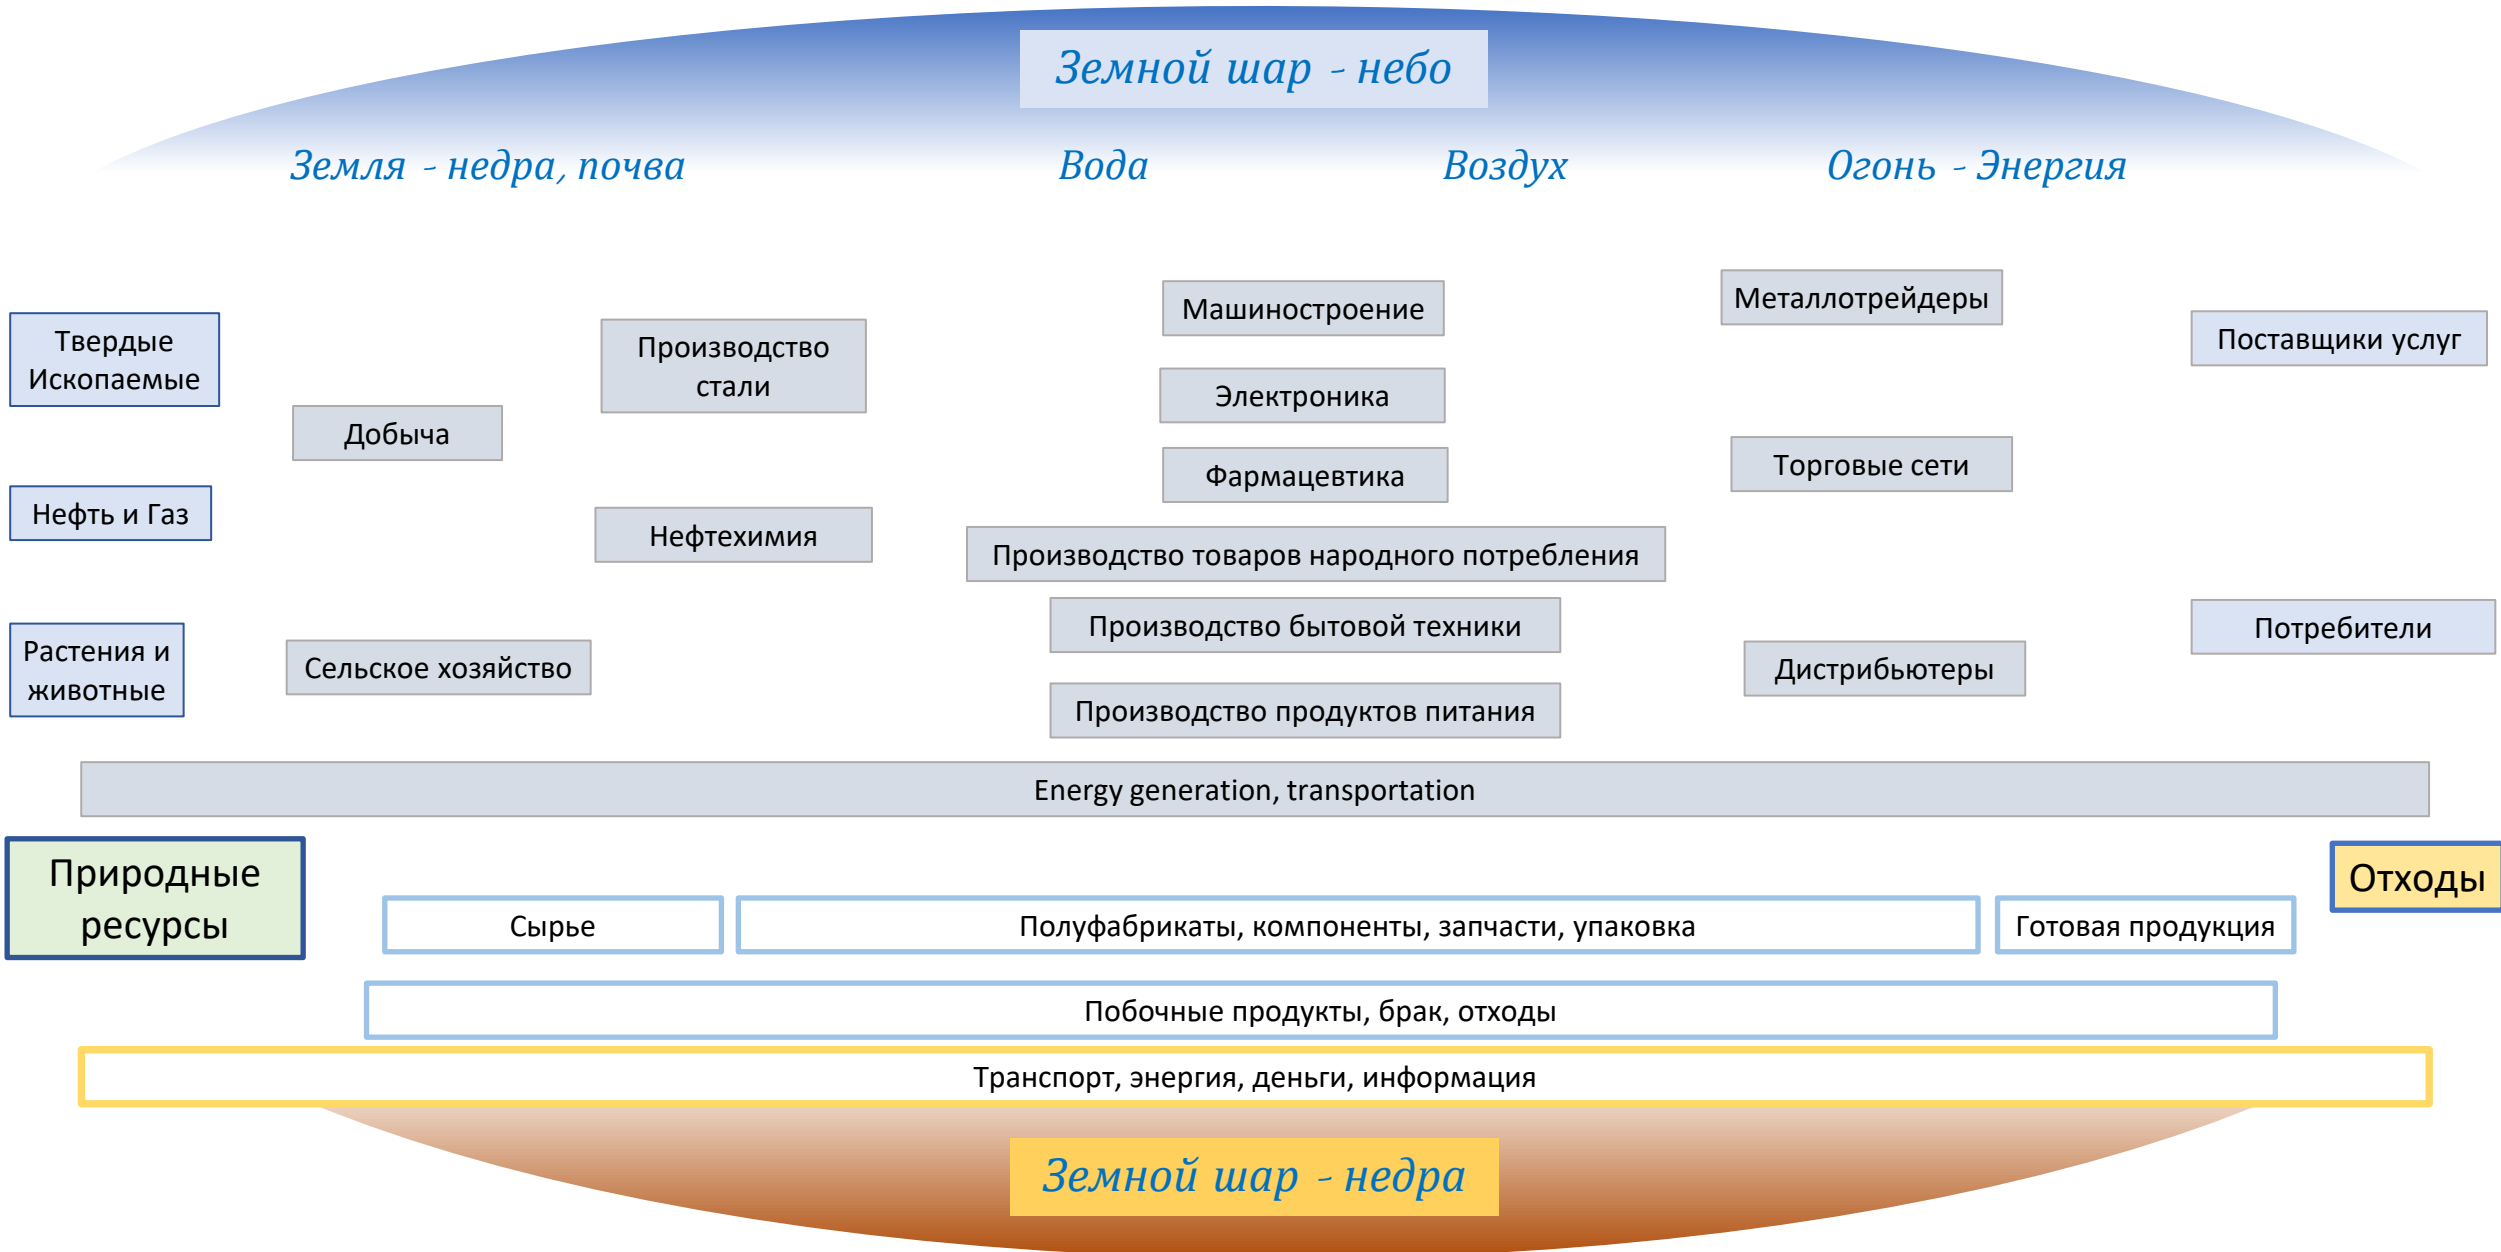 Земной шар - небо
Земля - недра, почва
Вода
Воздух
Огонь - Энергия
Твердые
Ископаемые
Нефть и Газ
Растения и
животные
Добыча
Сельское хозяйство
Производство
стали
Нефтехимия
Машиностроение
Электроника
Фармацевтика
Производство товаров народного потребления
Производство бытовой техники
Производство продуктов питания
Металлотрейдеры
Торговые сети
Дистрибьютеры
Поставщики услуг
Потребители
Energy generation, transportation
Природные
ресурсы
Отходы
Сырье
Полуфабрикаты, компоненты, запчасти, упаковка
Готовая продукция
Побочные продукты, брак, отходы
Транспорт, энергия, деньги, информация
Земной шар - недра